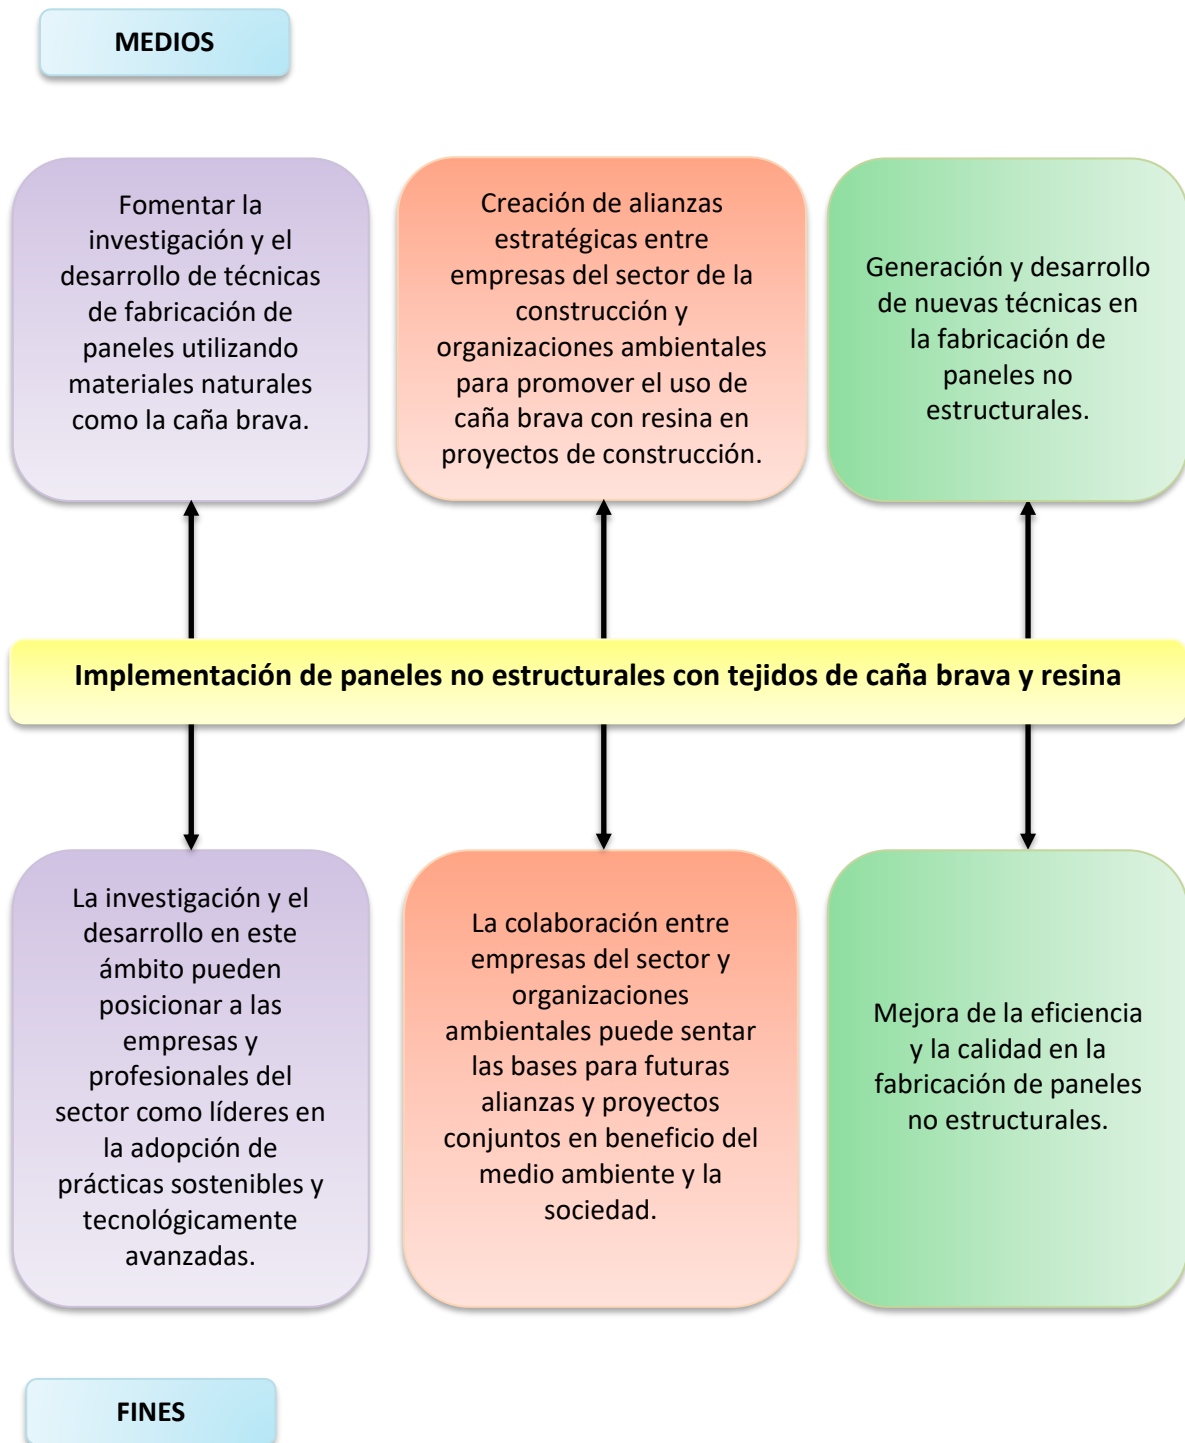 MEDIOS
Fomentar la
investigación y el
desarrollo de técnicas
de fabricación de
paneles utilizando
materiales naturales
como la caña brava.
Creación de alianzas
estratégicas entre
empresas del sector de la
construcción y
organizaciones ambientales
para promover el uso de
caña brava con resina en
proyectos de construcción.
Generación y desarrollo
de nuevas técnicas en
la fabricación de
paneles no
estructurales.
Implementación de paneles no estructurales con tejidos de caña brava y resina
La investigación y el
desarrollo en este
ámbito pueden
posicionar a las
empresas y
profesionales del
sector como líderes en
la adopción de
prácticas sostenibles y
tecnológicamente
avanzadas.
La colaboración entre
empresas del sector y
organizaciones
ambientales puede sentar
las bases para futuras
alianzas y proyectos
conjuntos en beneficio del
medio ambiente y la
sociedad.
Mejora de la eficiencia
y la calidad en la
fabricación de paneles
no estructurales.
FINES